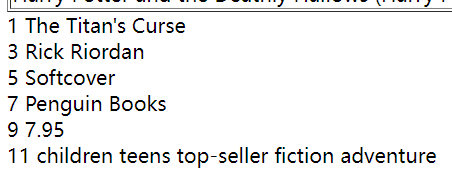 Harry Potter and the Deathly Hallows (Harry
1 The Titan's Curse
3 Rick Riordan
5 Softcover
7 Penguin Books
9 7.95
11 children teens top-seller fiction adventure